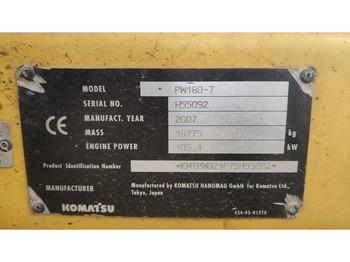 MODEL PW180-7
SERIAL NO. H55092
CE MANUFACT. YEAR 2007
MASS 18775 kg
ENGINE POWER 105.4 kW
Product Identification Number *KMTPW021P79H55092*
MANUFACTURER Manufactured by KOMATSU HANOMAG GmbH for Komatsu Ltd.
Tokyo, Japan
KOMATSU